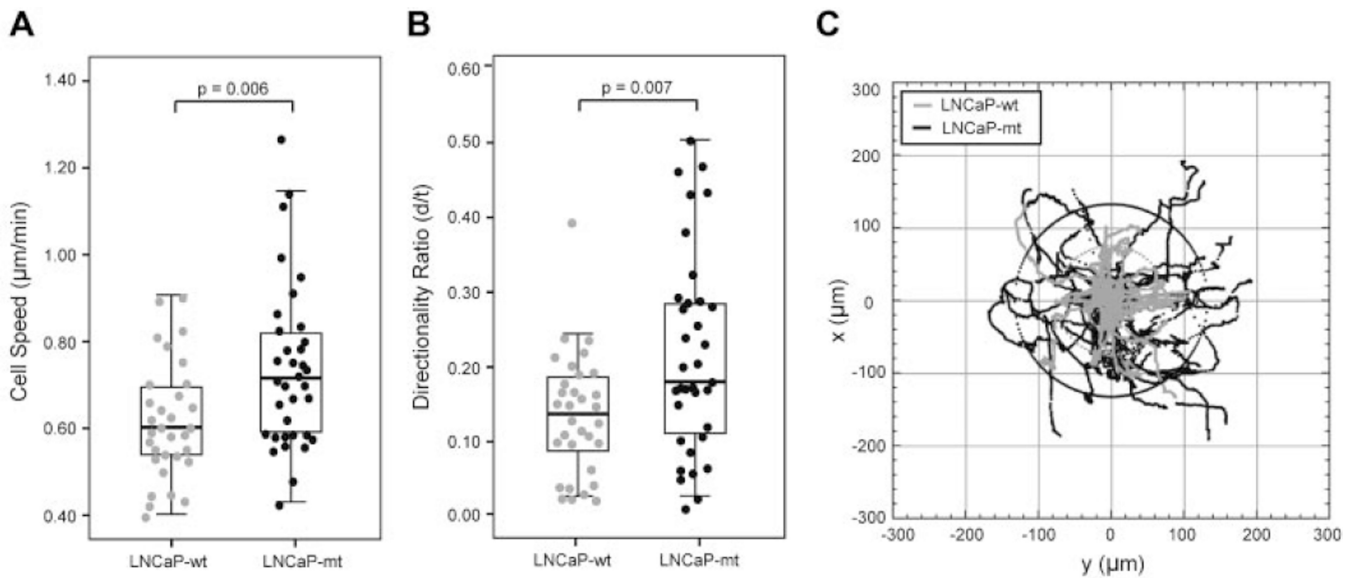 A
Cell Speed (µm/min)
1.40
1.20
1.00
0.80
0.60
0.40
p = 0.006
LNCaP-wt LNCaP-mt
B
Directionality Ratio (d/t)
0.60
0.50
0.40
0.30
0.20
0.10
0.00
p = 0.007
LNCaP-wt LNCaP-mt
C
LNCaP-wt
LNCaP-mt
x (µm)
300
200
100
0
-100
-200
-300
-300 -200 -100 0 100 200 300
y (µm)